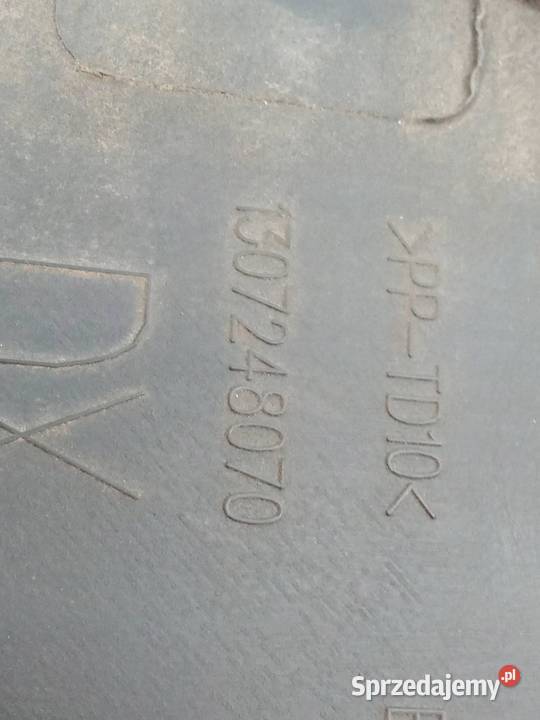 >PP-TD10<
1307248070
DX
Sprzedajemy.pl